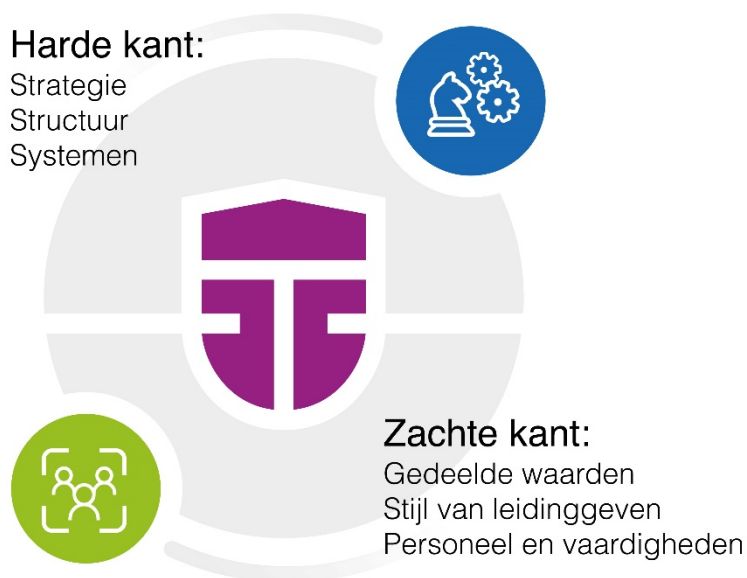 Harde kant:
Strategie
Structuur
Systemen
Zachte kant:
Gedeelde waarden
Stijl van leidinggeven
Personeel en vaardigheden